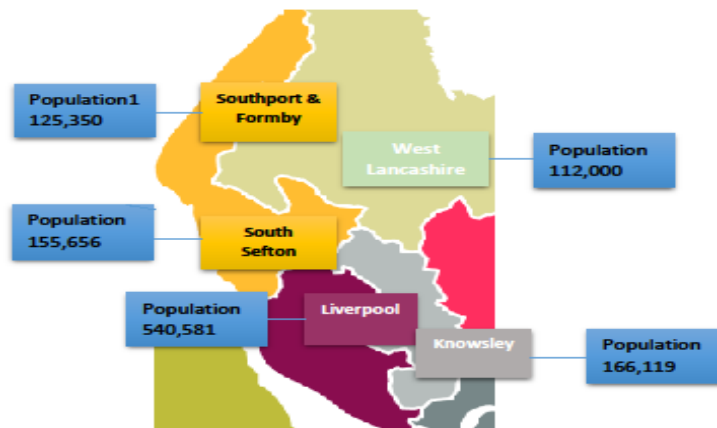 Population1
125,350
Southport &
Formby
West
Lancashire
Population
112,000
Population
155,656
South
Sefton
Population
540,581
Liverpool
Knowsley
Population
166,119